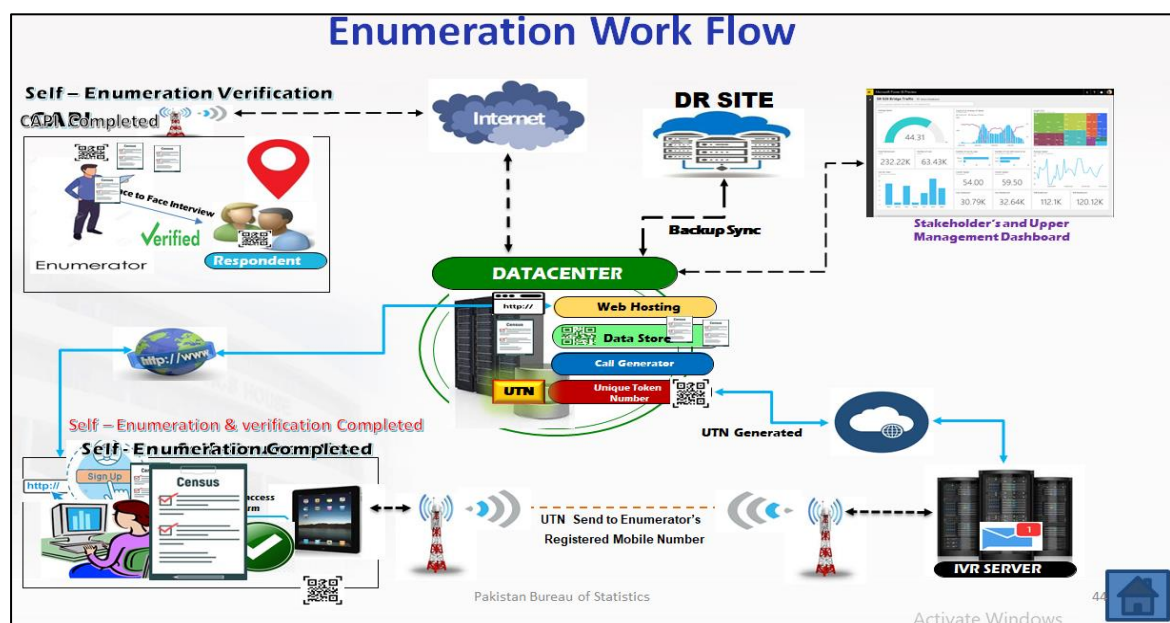 Enumeration Work Flow
Self – Enumeration Verification
CAPI Completed
Face to Face Interview
Verified
Enumerator
Respondent
Internet
DR SITE
Backup Sync
44.31
232.22K
63.43K
54.00
59.50
30.79K
32.64K
112.1K
120.12K
Stakeholder's and Upper
Management Dashboard
DATACENTER
http://
Web Hosting
Census
Data Store
Call Generator
UTN
Unique Token
Number
http://www
UTN Generated
Self – Enumeration & verification Completed
Self - Enumeration Completed
Sign Up
http://
Census
UTN Send to Enumerator's
Registered Mobile Number
1
IVR SERVER
Pakistan Bureau of Statistics
44
Activate Windows